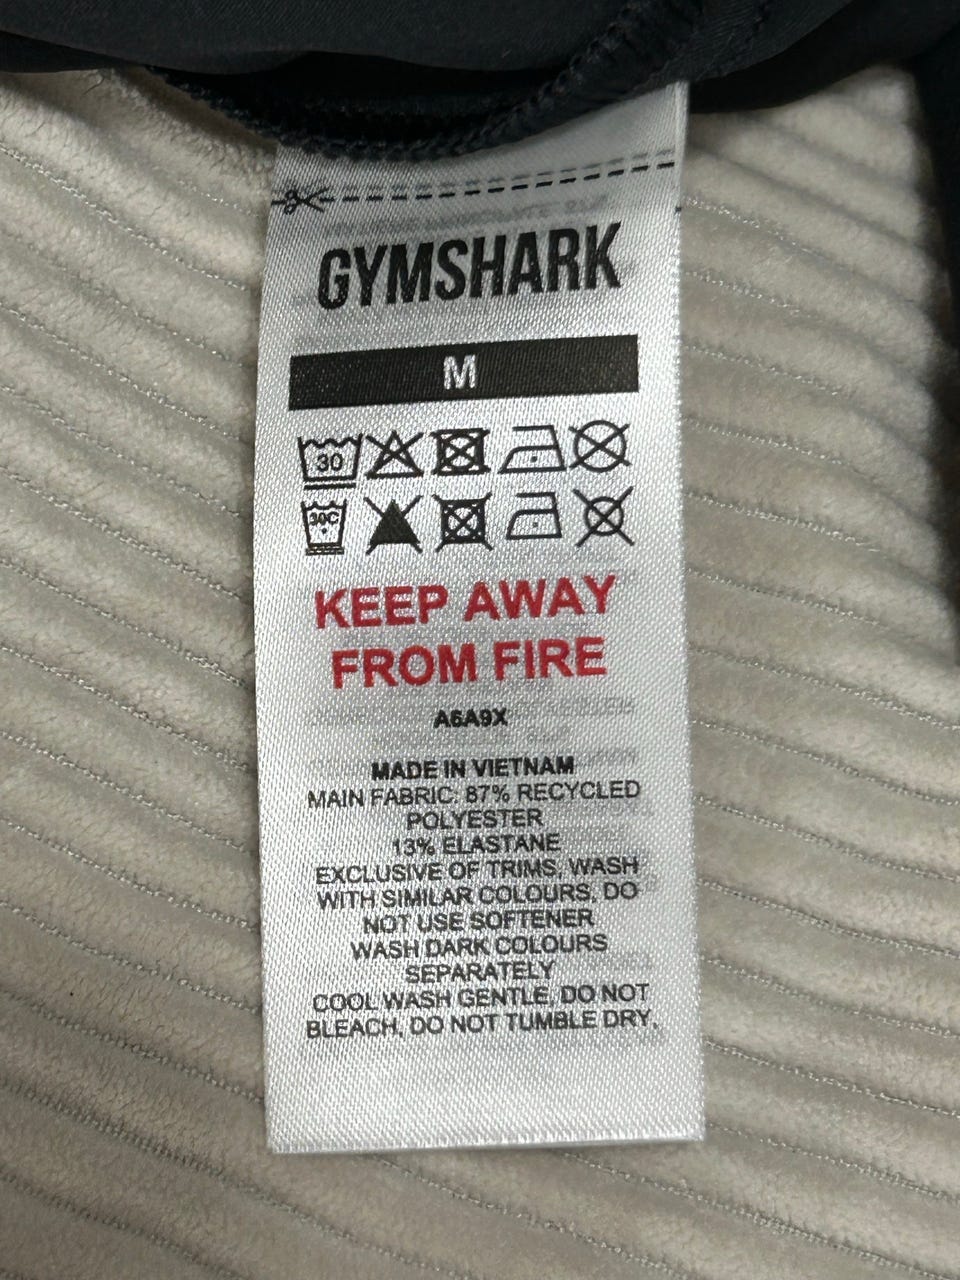 GYMSHARK
M
30
30C
KEEP AWAY
FROM FIRE
A6A9X
MADE IN VIETNAM
MAIN FABRIC: 87% RECYCLED
POLYESTER
13% ELASTANE
EXCLUSIVE OF TRIMS, WASH
WITH SIMILAR COLOURS, DO
NOT USE SOFTENER
WASH DARK COLOURS
SEPARATELY
COOL WASH GENTLE, DO NOT
BLEACH, DO NOT TUMBLE DRY,